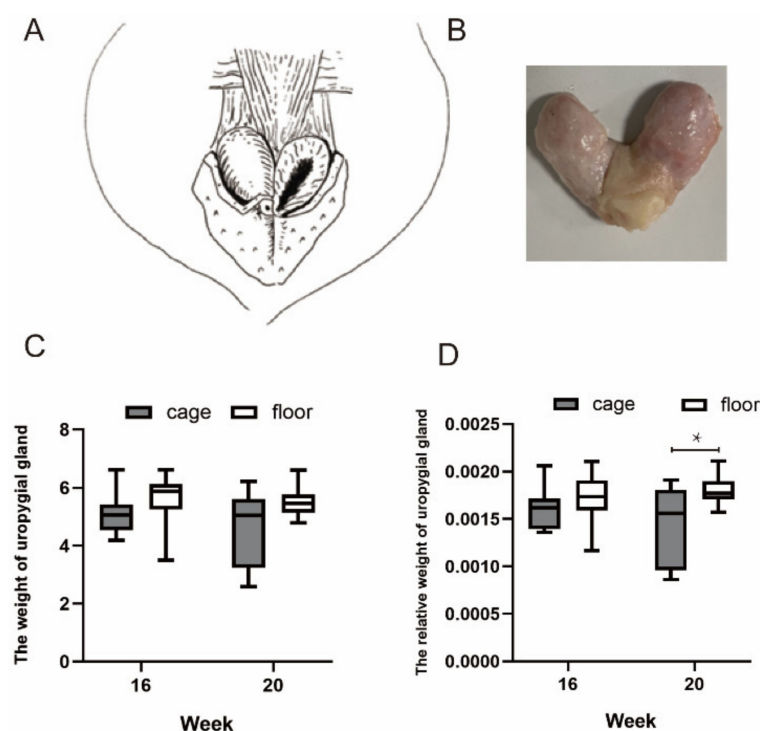 A
B
C
cage floor
The weight of uropygial gland
8
6
4
2
0
16 20
Week
D
cage floor
*
The relative weight of uropygial gland
0.0025
0.0020
0.0015
0.0010
0.0005
0.0000
16 20
Week